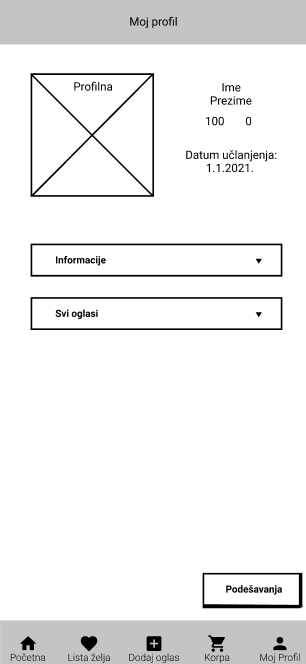 Moj profil
Profilna
Ime
Prezime
100 0
Datum učlanjenja:
1.1.2021.
Informacije
Svi oglasi
Podešavanja
Početna Lista želja Dodaj oglas Korpa Moj Profil